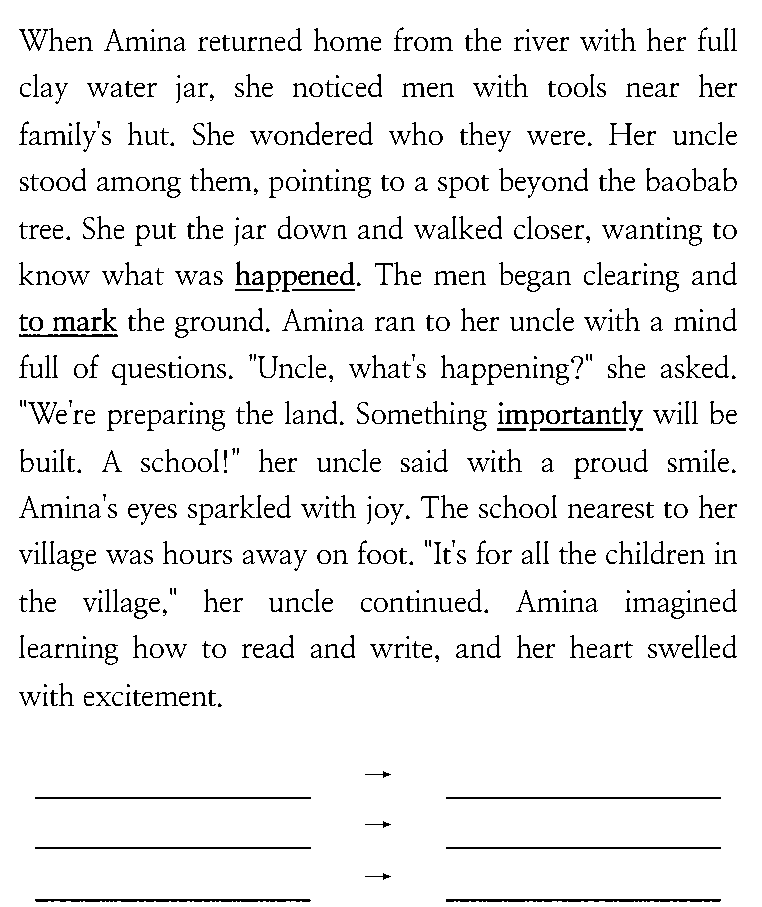 When Amina returned home from the river with her full
clay water jar, she noticed men with tools near her
family's hut. She wondered who they were. Her uncle
stood among them, pointing to a spot beyond the baobab
tree. She put the jar down and walked closer, wanting to
know what was happened. The men began clearing and
to mark the ground. Amina ran to her uncle with a mind
full of questions. "Uncle, what's happening?" she asked.
"We're preparing the land. Something importantly will be
built. A school!" her uncle said with a proud smile.
Amina's eyes sparkled with joy. The school nearest to her
village was hours away on foot. "It's for all the children in
the village," her uncle continued. Amina imagined
learning how to read and write, and her heart swelled
with excitement.
→
→
→